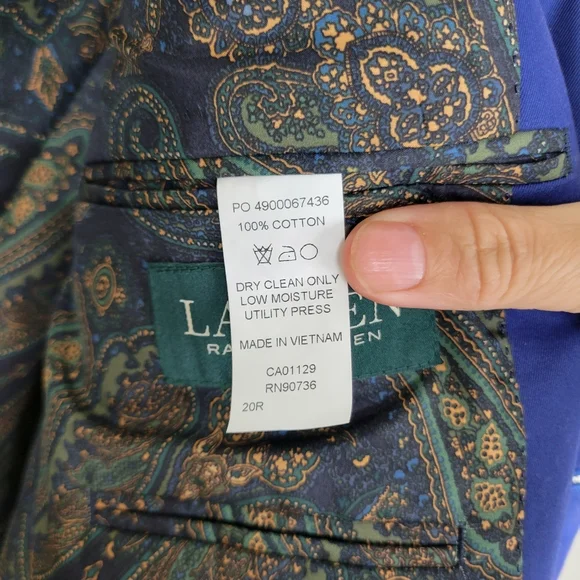 PO 4900067436
100% COTTON
DRY CLEAN ONLY
LOW MOISTURE
UTILITY PRESS
MADE IN VIETNAM
CA01129
RN90736
20R